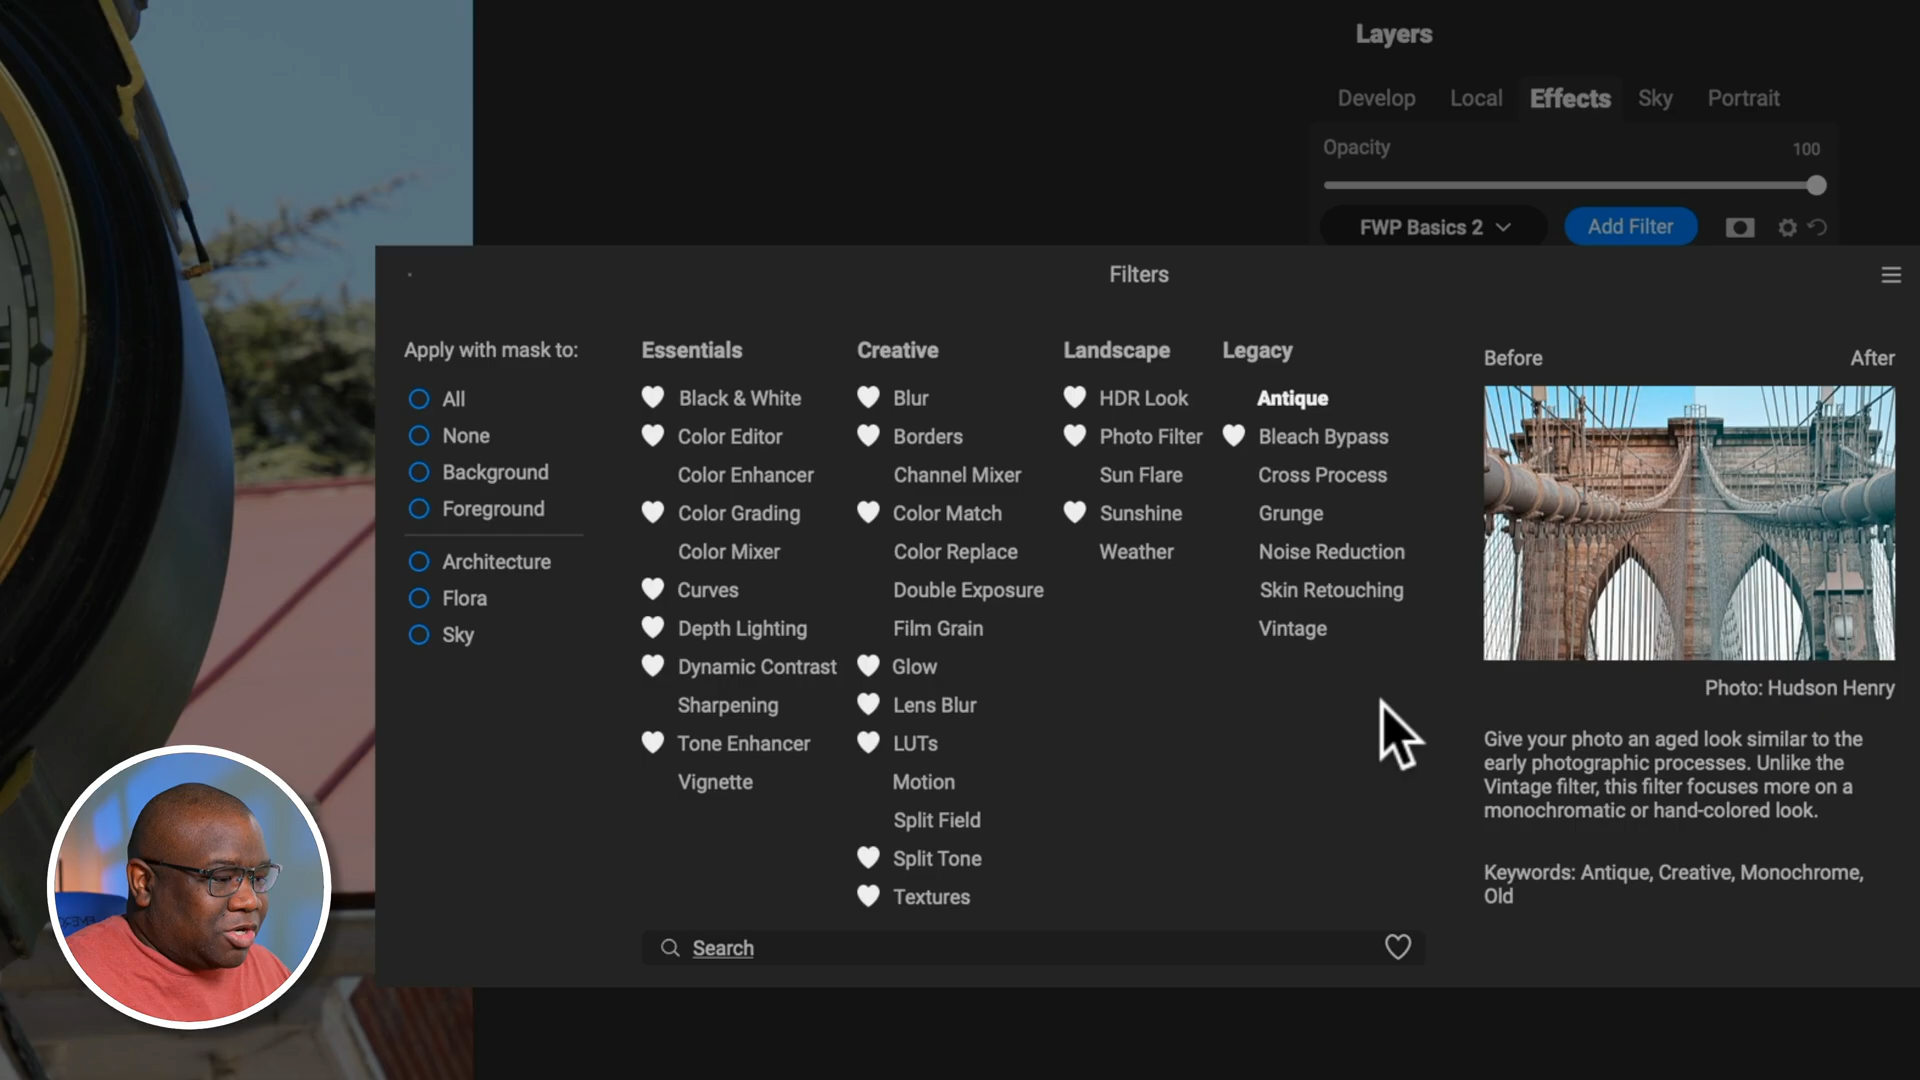 Layers
Develop Local Effects Sky Portrait
Opacity 100
FWP Basics 2 Add Filter
Filters
Apply with mask to:
All
None
Background
Foreground
Architecture
Flora
Sky
Essentials
Black & White
Color Editor
Color Enhancer
Color Grading
Color Mixer
Curves
Depth Lighting
Dynamic Contrast
Sharpening
Tone Enhancer
Vignette
Creative
Blur
Borders
Channel Mixer
Color Match
Color Replace
Double Exposure
Film Grain
Glow
Lens Blur
LUTs
Motion
Split Field
Split Tone
Textures
Landscape
HDR Look
Photo Filter
Sun Flare
Sunshine
Weather
Legacy
Antique
Bleach Bypass
Cross Process
Grunge
Noise Reduction
Skin Retouching
Vintage
Search
Before After
Photo: Hudson Henry
Give your photo an aged look similar to the
early photographic processes. Unlike the
Vintage filter, this filter focuses more on a
monochromatic or hand-colored look.
Keywords: Antique, Creative, Monochrome,
Old